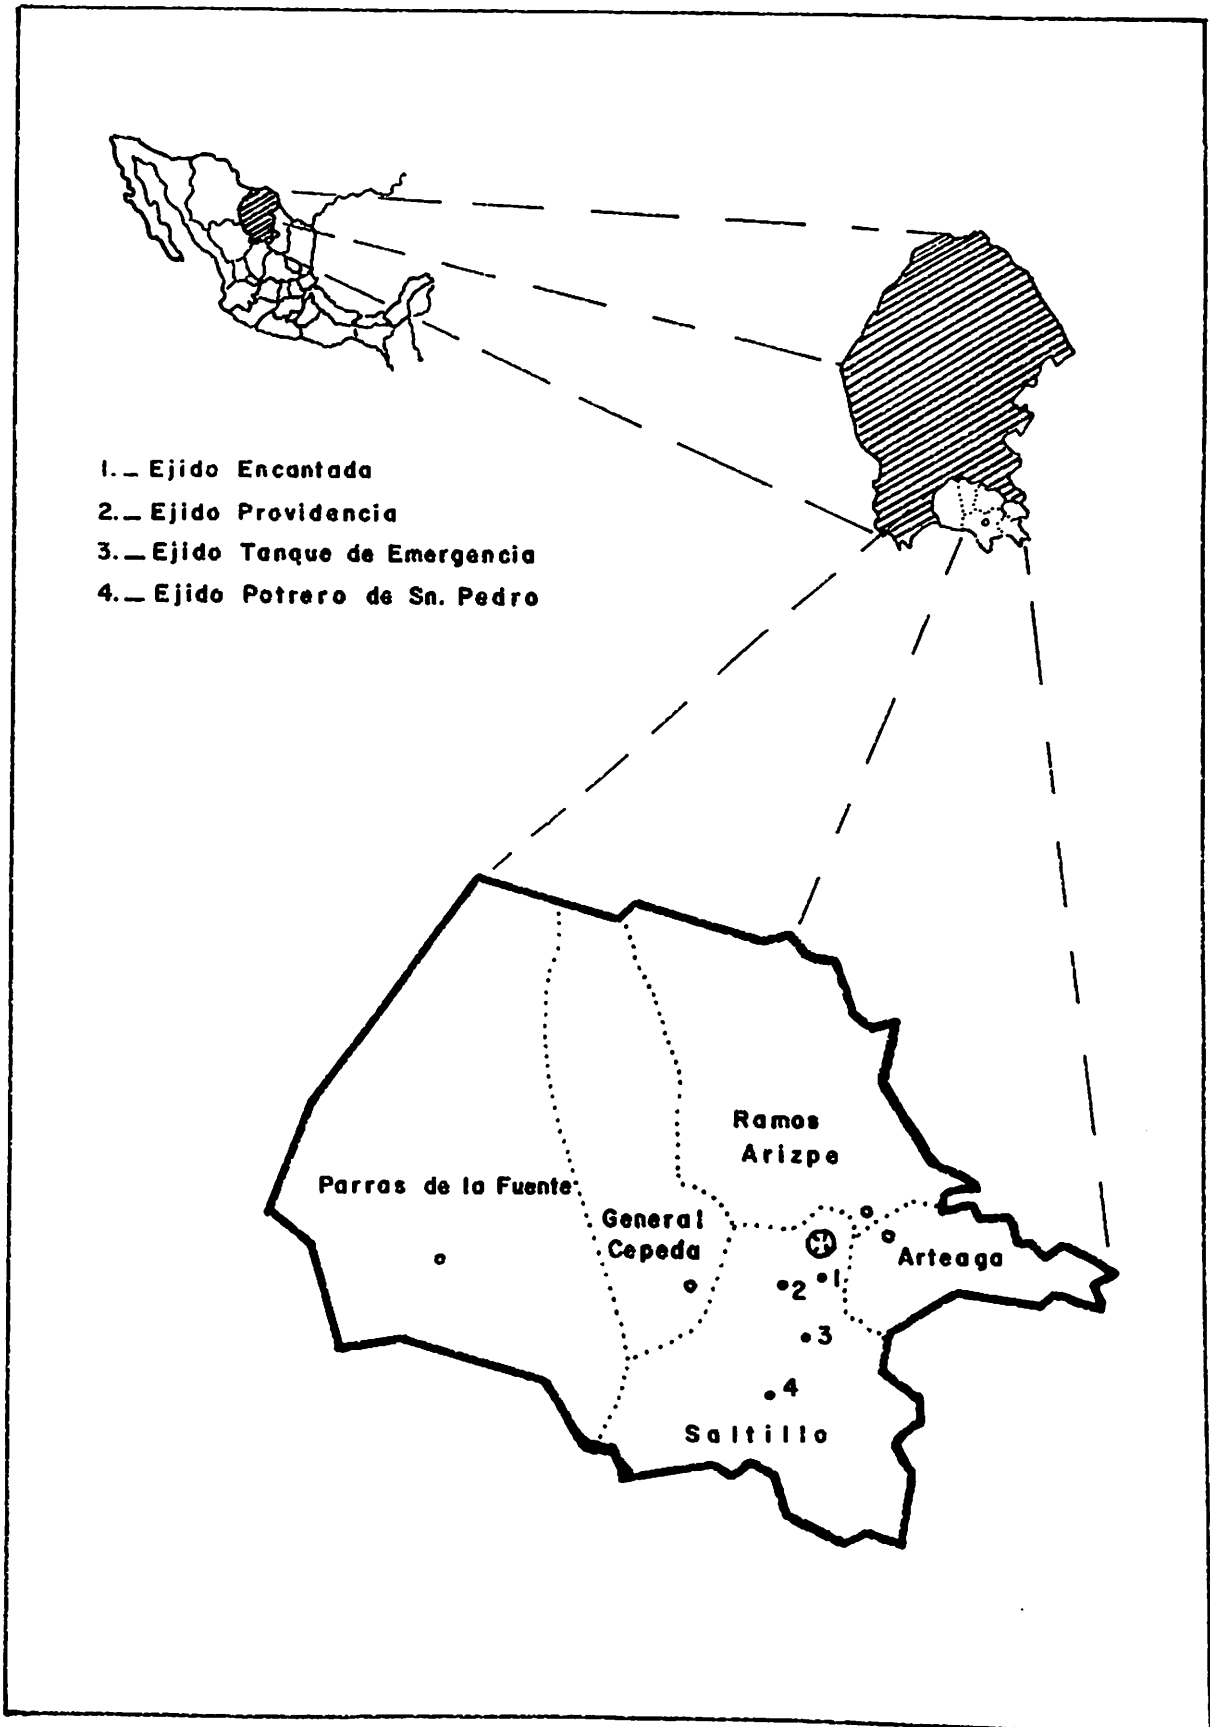 1._ Ejido Encantada
2._ Ejido Providencia
3._ Ejido Tanque de Emergencia
4._ Ejido Potrero de Sn. Pedro
Ramos
Arizpe
Parras de la Fuente
General
Cepeda
Arteaga
1
2
3
4
Saltillo